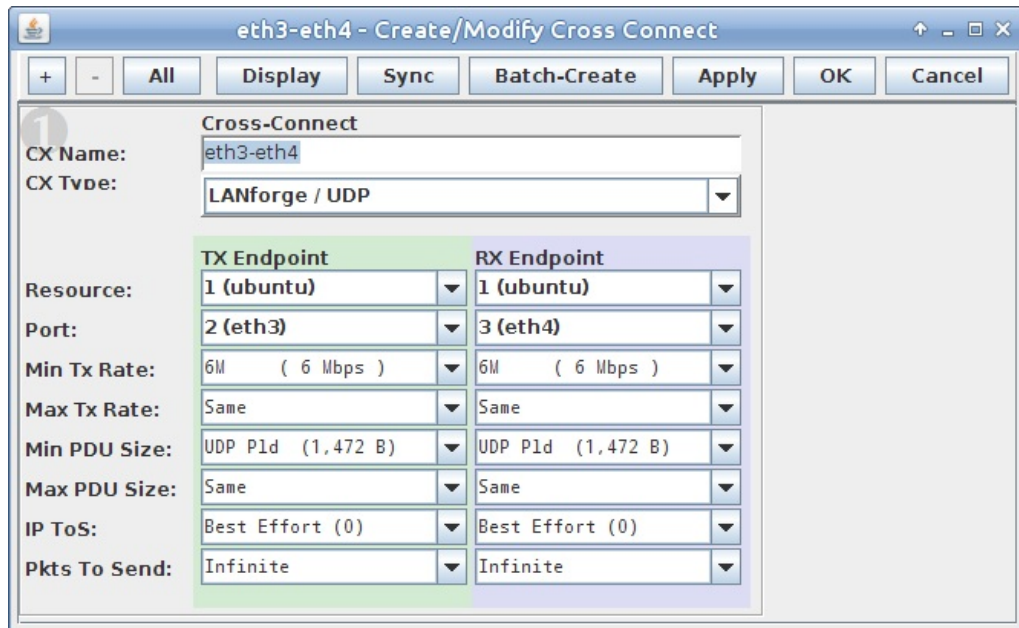 eth3-eth4 - Create/Modify Cross Connect
+ - All Display Sync Batch-Create Apply OK Cancel
1
Cross-Connect
CX Name: eth3-eth4
CX Type: LANforge / UDP
TX Endpoint RX Endpoint
Resource: 1 (ubuntu) 1 (ubuntu)
Port: 2 (eth3) 3 (eth4)
Min Tx Rate: 6M ( 6 Mbps ) 6M ( 6 Mbps )
Max Tx Rate: Same Same
Min PDU Size: UDP Pld (1,472 B) UDP Pld (1,472 B)
Max PDU Size: Same Same
IP ToS: Best Effort (0) Best Effort (0)
Pkts To Send: Infinite Infinite